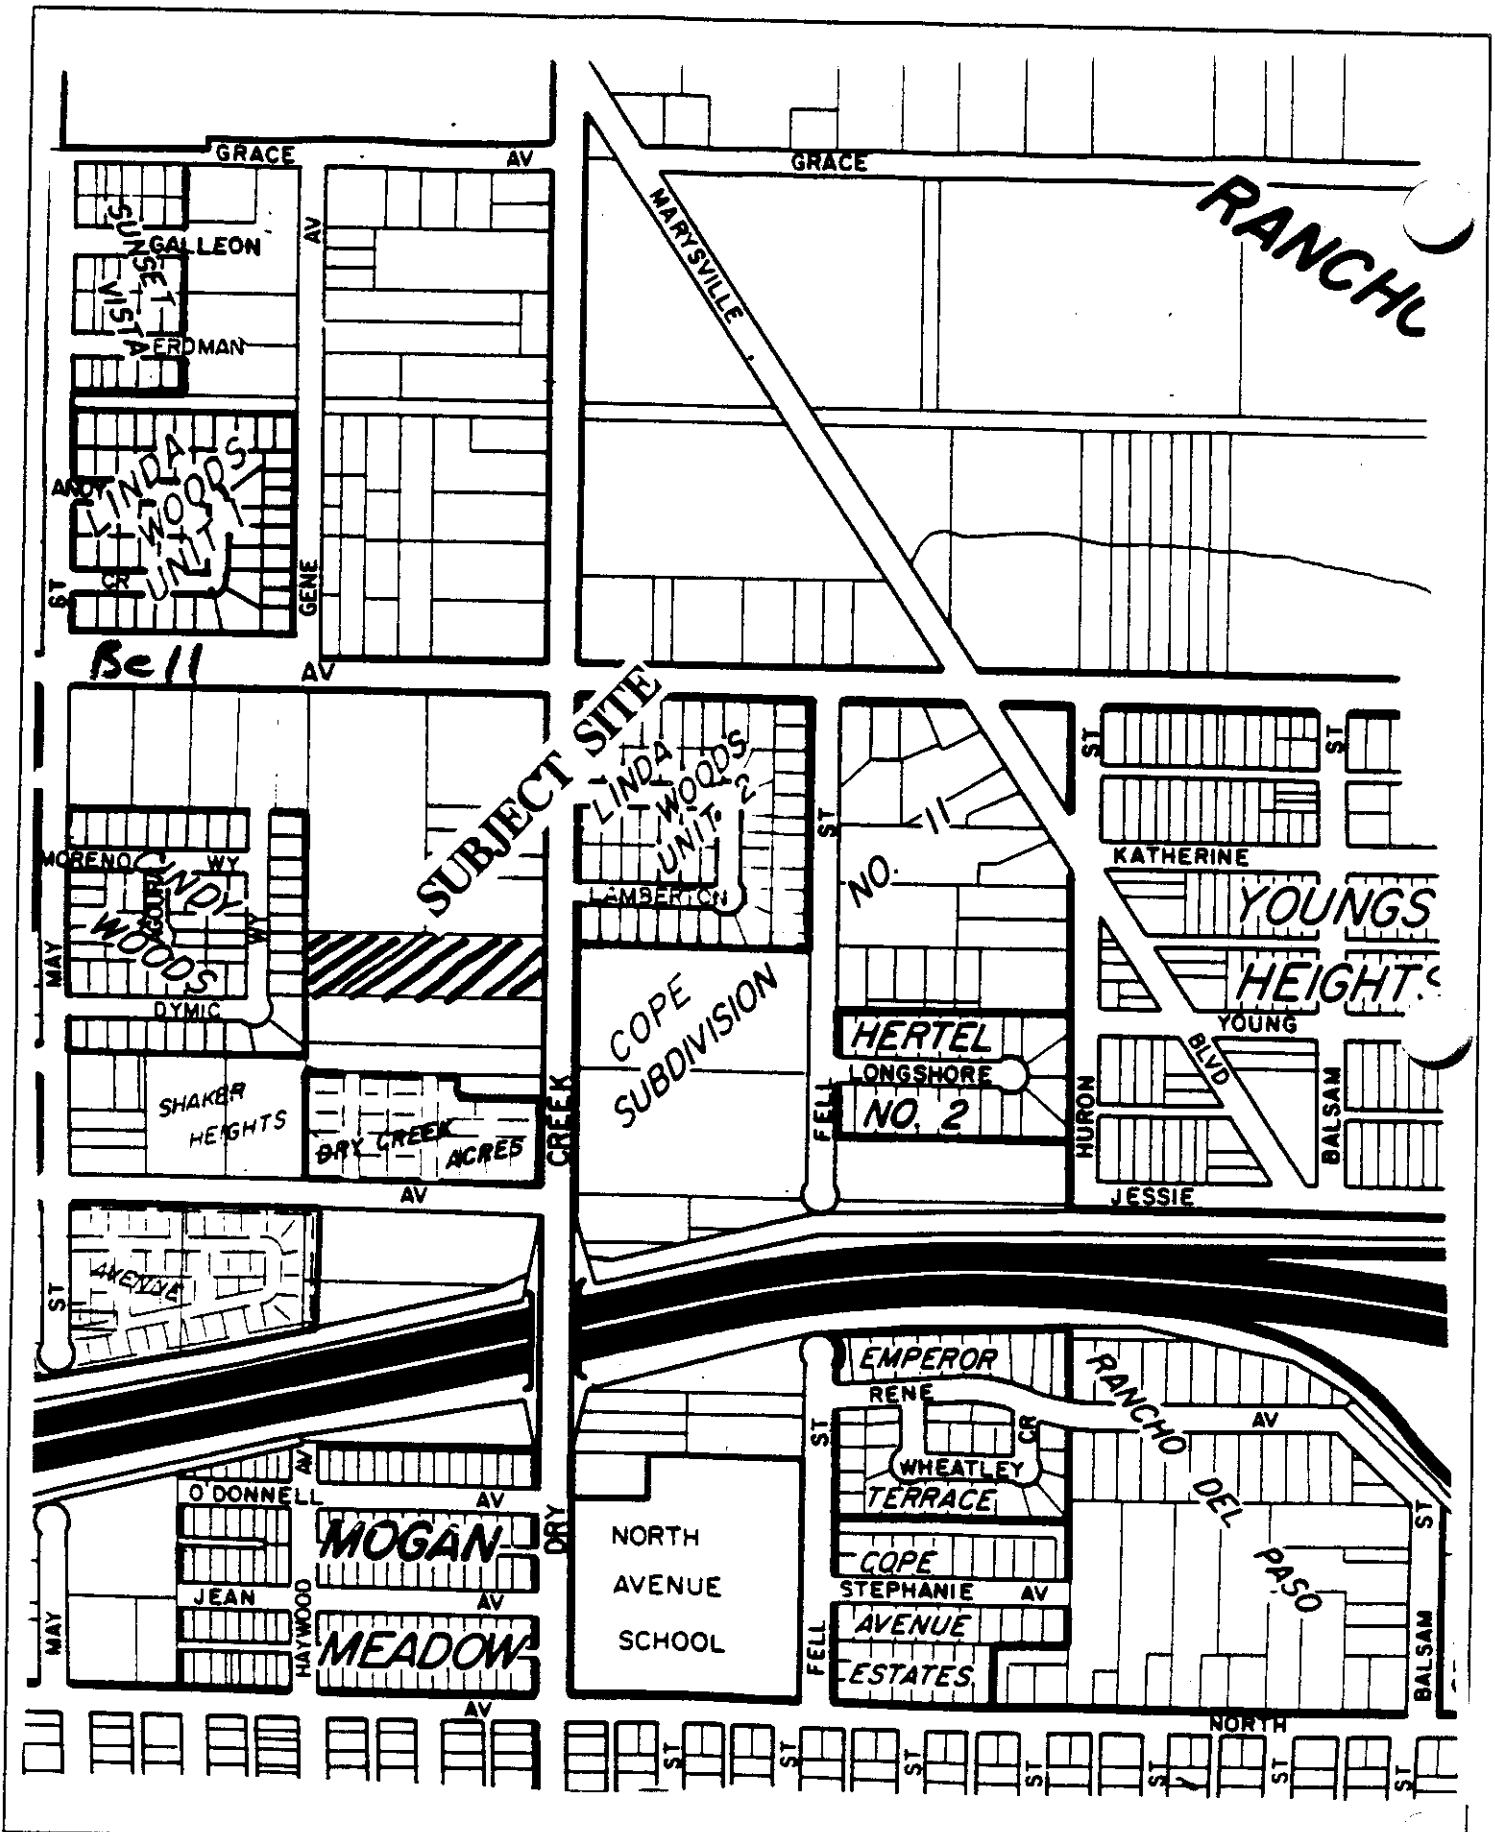 GRACE
AV
GRACE
AV
MARYSVILLE
RANCHO
SUNSET
VISTA
GALLEON
ERDMAN
ANDY
LINDA
WOODS
UNIT 1
CR
ST
GENE
Bell
AV
SUBJECT SITE
LINDA
WOODS
UNIT 2
LAMBERTON
ST
NO. 11
ST
ST
KATHERINE
YOUNGS
HEIGHTS
YOUNG
MORENO
WY
CINDY
WOODS
WY
MAY
DYMIC
COPE
SUBDIVISION
HERTEL
LONGSHORE
NO. 2
FELL
HURON
BLVD
BALSAM
JESSIE
SHAKER
HEIGHTS
DRY CREEK
ACRES
CREEK
AV
AVENUE
ST
EMPEROR
RENE
CR
WHEATLEY
TERRACE
ST
RANCHO
DEL
PASO
AV
AV
O'DONNELL
AV
MOGAN
MEADOW
JEAN
AV
HAYWOOD
MAY
DRY
NORTH
AVENUE
SCHOOL
COPE
STEPHANIE AV
AVENUE
ESTATES
FELL
ST
BALSAM
AV
NORTH
ST
ST
ST
ST
ST
ST
ST